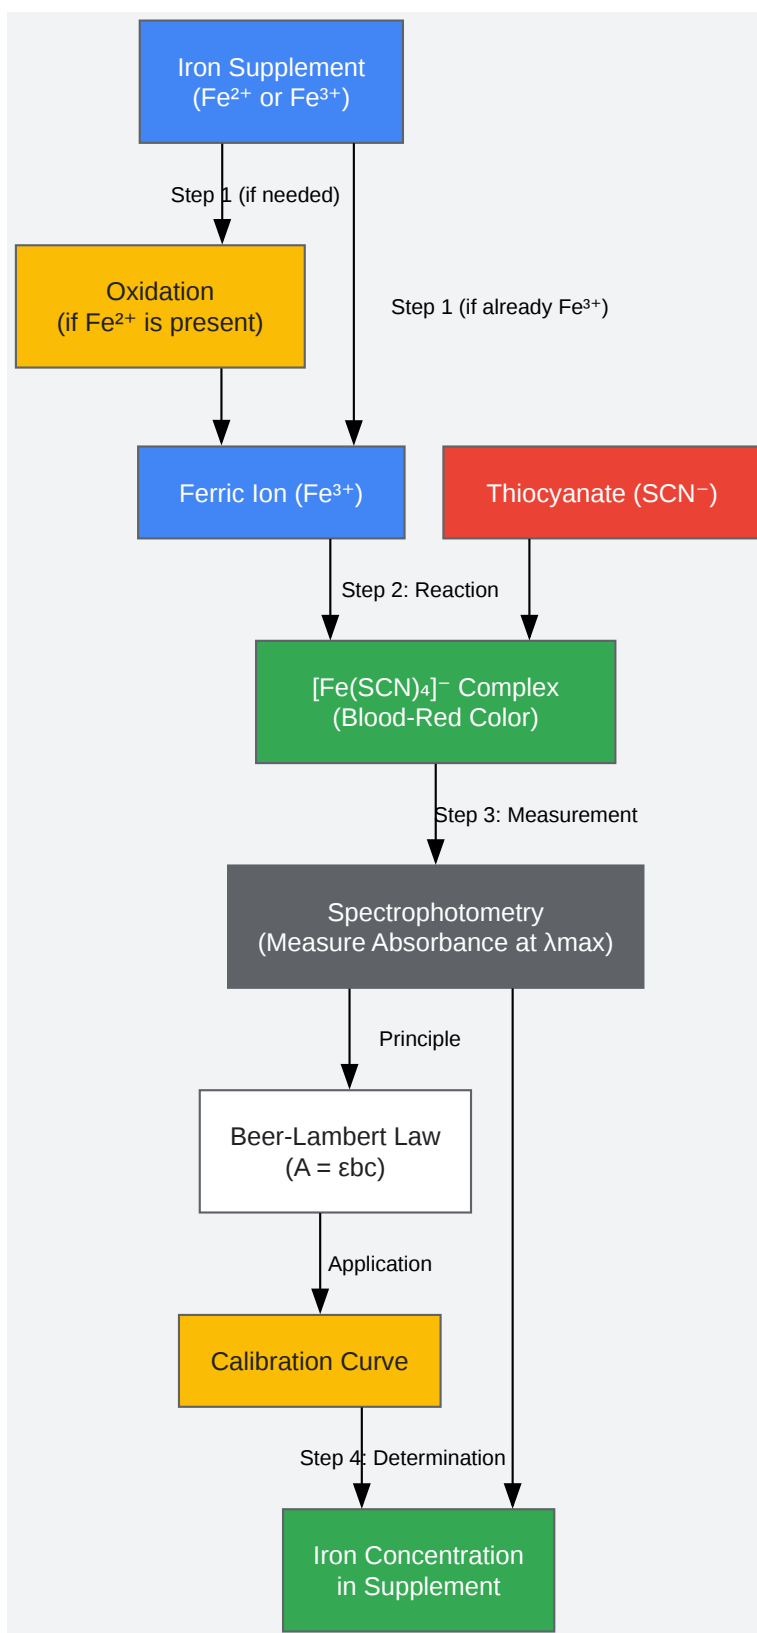 Iron Supplement
(Fe²⁺ or Fe³⁺)
Step 1 (if needed)
Oxidation
(if Fe²⁺ is present)
Step 1 (if already Fe³⁺)
Ferric Ion (Fe³⁺)
Thiocyanate (SCN⁻)
Step 2: Reaction
[Fe(SCN)₄]⁻ Complex
(Blood-Red Color)
Step 3: Measurement
Spectrophotometry
(Measure Absorbance at λmax)
Principle
Beer-Lambert Law
(A = εbc)
Application
Calibration Curve
Step 4: Determination
Iron Concentration
in Supplement